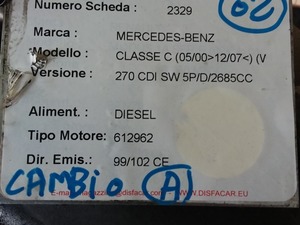 Numero Scheda : 2329
Marca : MERCEDES-BENZ
Modello : CLASSE C (05/00>12/07<) (V
Versione : 270 CDI SW 5P/D/2685CC
Aliment. : DIESEL
Tipo Motore: 612962
Dir. Emis.: 99/102 CE
CAMBIO A
WWW.DISFACAR.EU